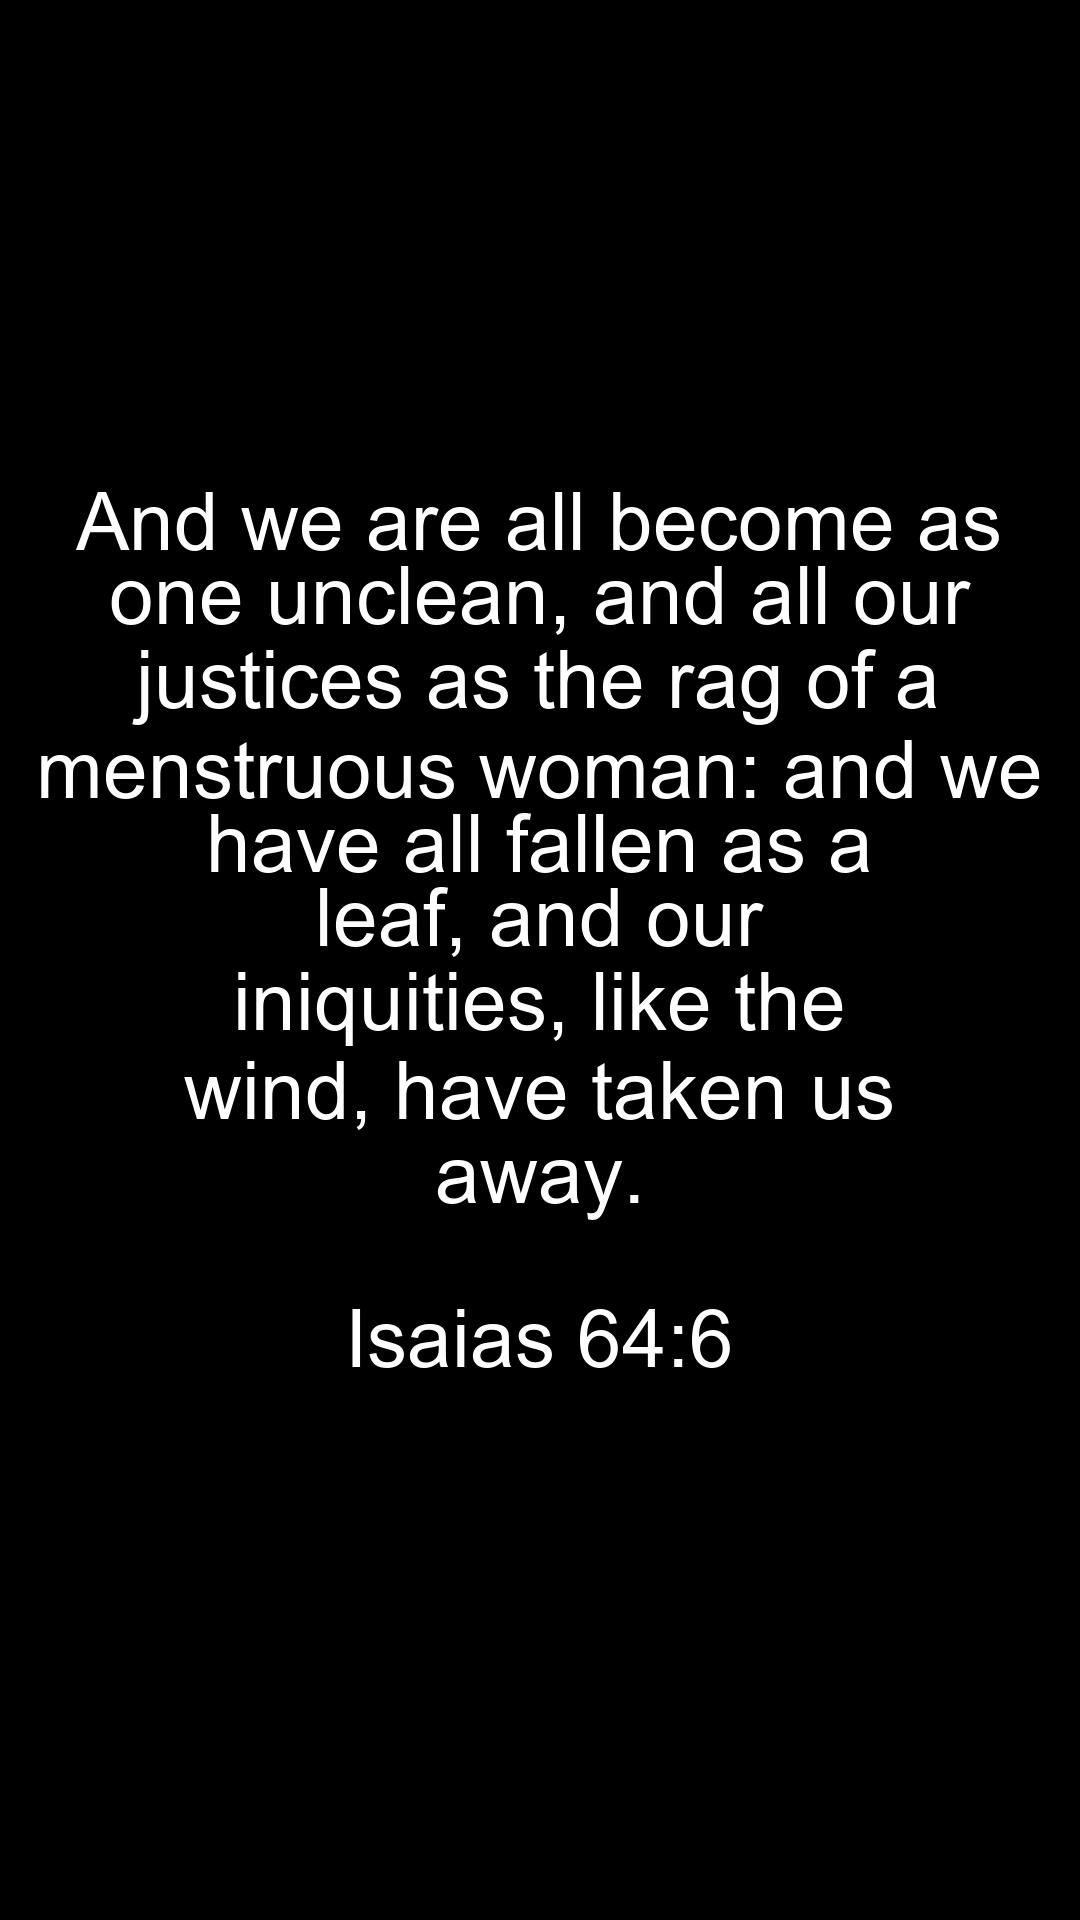 And we are all become as
one unclean, and all our
justices as the rag of a
menstruous woman: and we
have all fallen as a
leaf, and our
iniquities, like the
wind, have taken us
away.
Isaias 64:6